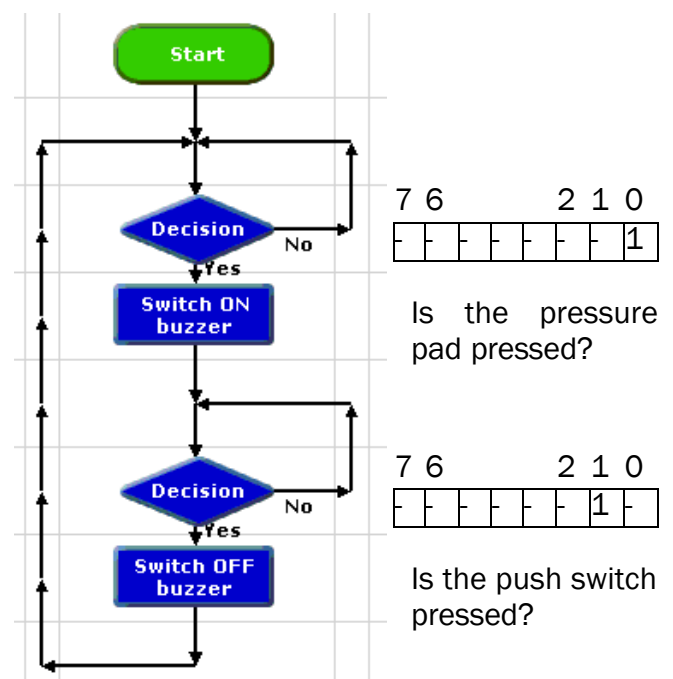 Start
7 6 2 1 0
Decision
No
- - - - - - - 1
Yes
Switch ON
buzzer
Is the pressure
pad pressed?
7 6 2 1 0
Decision
No
- - - - - - 1 -
Yes
Switch OFF
buzzer
Is the push switch
pressed?